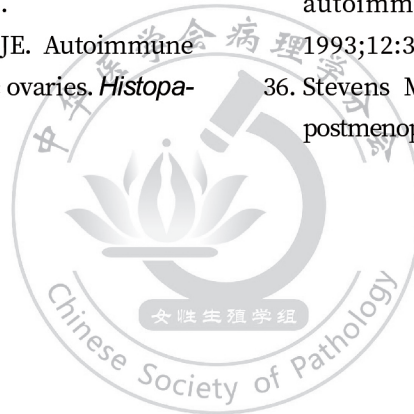 .
JE. Autoimmune
ovaries. Histopa-
autoimm
1993;12:3
36. Stevens M
postmenop
中华医学会病理学分会
女性生殖学组
Chinese Society of Pathology